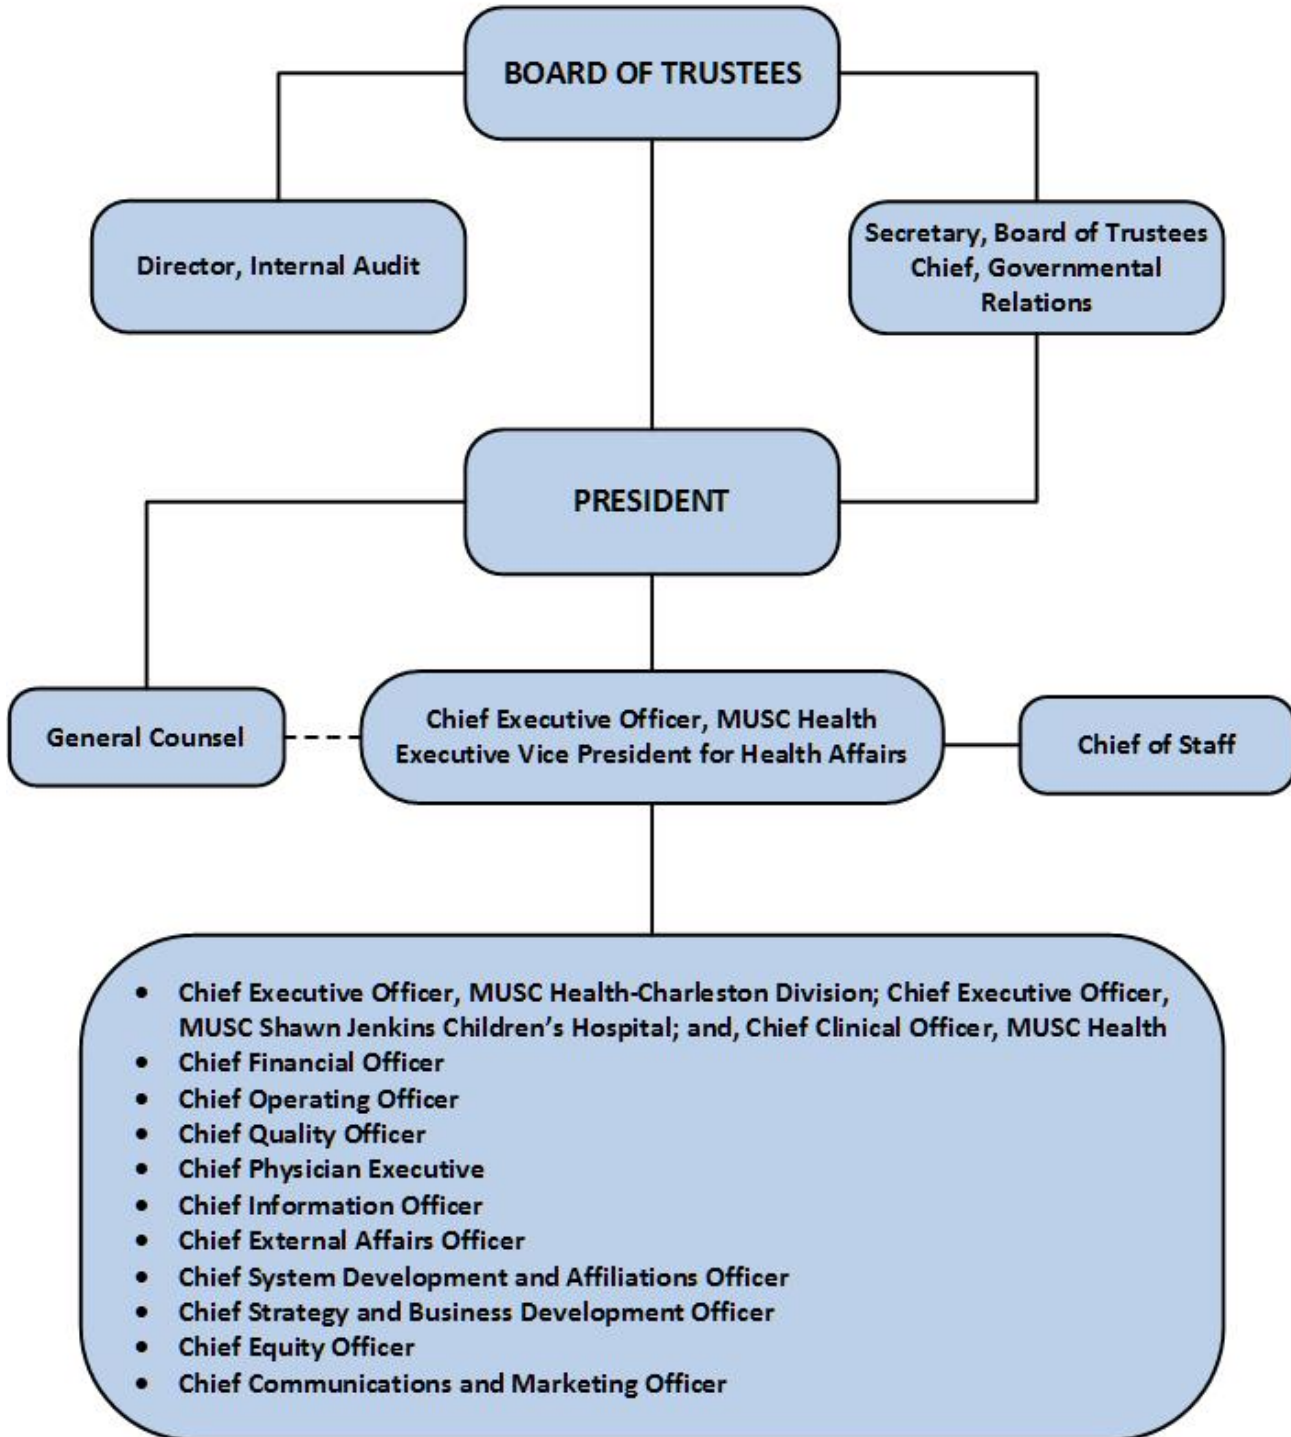 BOARD OF TRUSTEES
Director, Internal Audit
Secretary, Board of Trustees
Chief, Governmental
Relations
PRESIDENT
General Counsel
Chief Executive Officer, MUSC Health
Executive Vice President for Health Affairs
Chief of Staff
• Chief Executive Officer, MUSC Health-Charleston Division; Chief Executive Officer,
MUSC Shawn Jenkins Children's Hospital; and, Chief Clinical Officer, MUSC Health
• Chief Financial Officer
• Chief Operating Officer
• Chief Quality Officer
• Chief Physician Executive
• Chief Information Officer
• Chief External Affairs Officer
• Chief System Development and Affiliations Officer
• Chief Strategy and Business Development Officer
• Chief Equity Officer
• Chief Communications and Marketing Officer